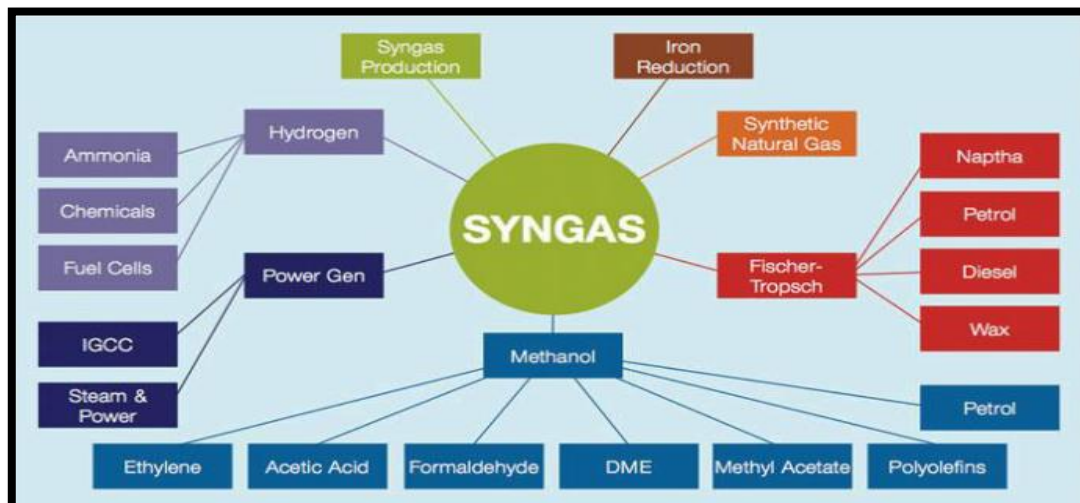 Syngas
Production
Iron
Reduction
Hydrogen
Synthetic
Natural Gas
Ammonia
Chemicals
Fuel Cells
SYNGAS
Naptha
Petrol
Diesel
Wax
Power Gen
Fischer-
Tropsch
IGCC
Steam &
Power
Methanol
Petrol
Ethylene
Acetic Acid
Formaldehyde
DME
Methyl Acetate
Polyolefins